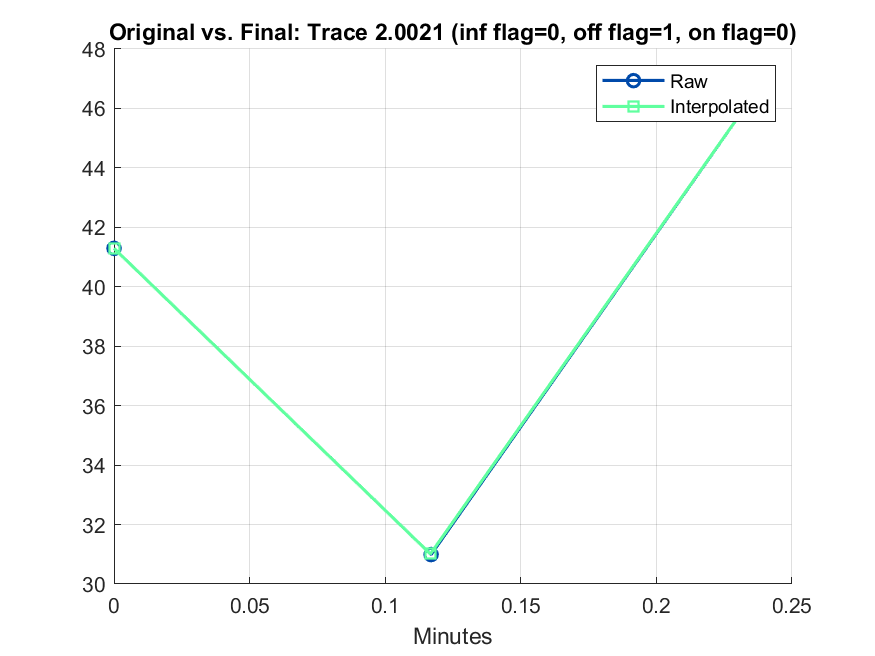 Original vs. Final: Trace 2.0021 (inf flag=0, off flag=1, on flag=0)
48
46
44
42
40
38
36
34
32
30
Raw
Interpolated
0 0.05 0.1 0.15 0.2 0.25
Minutes